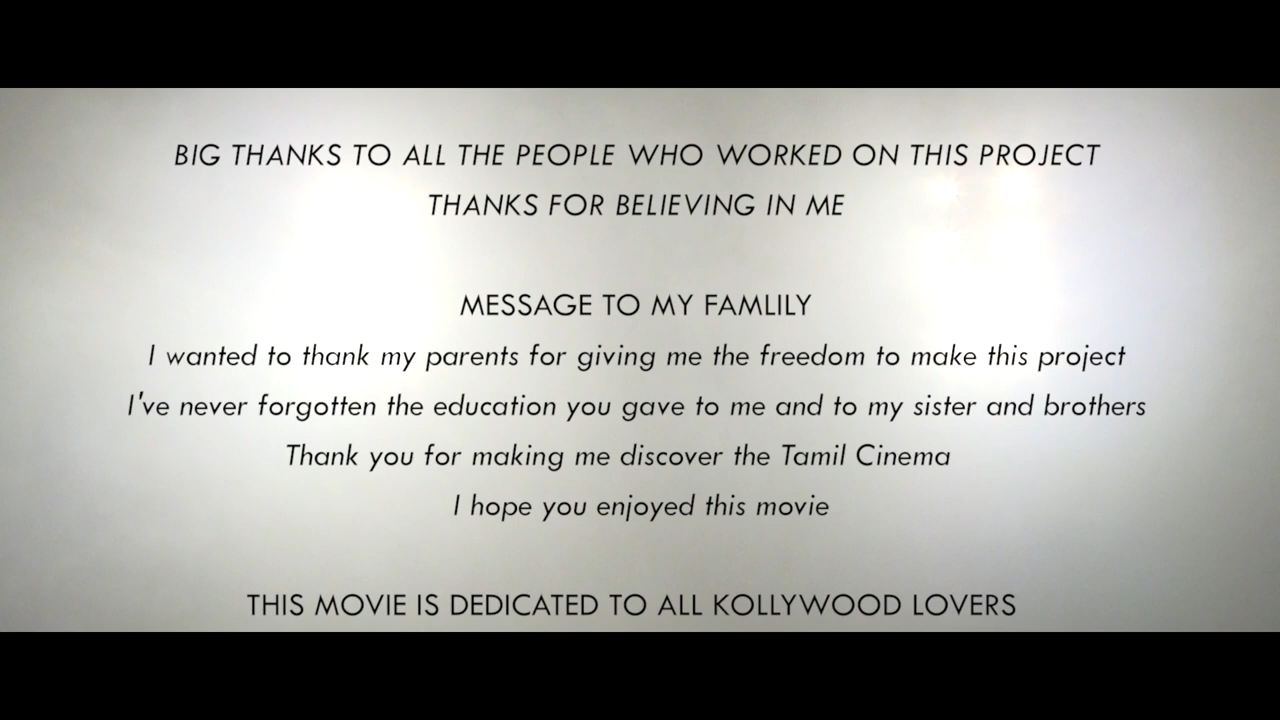 BIG THANKS TO ALL THE PEOPLE WHO WORKED ON THIS PROJECT
THANKS FOR BELIEVING IN ME
MESSAGE TO MY FAMLILY
I wanted to thank my parents for giving me the freedom to make this project
I've never forgotten the education you gave to me and to my sister and brothers
Thank you for making me discover the Tamil Cinema
I hope you enjoyed this movie
THIS MOVIE IS DEDICATED TO ALL KOLLYWOOD LOVERS